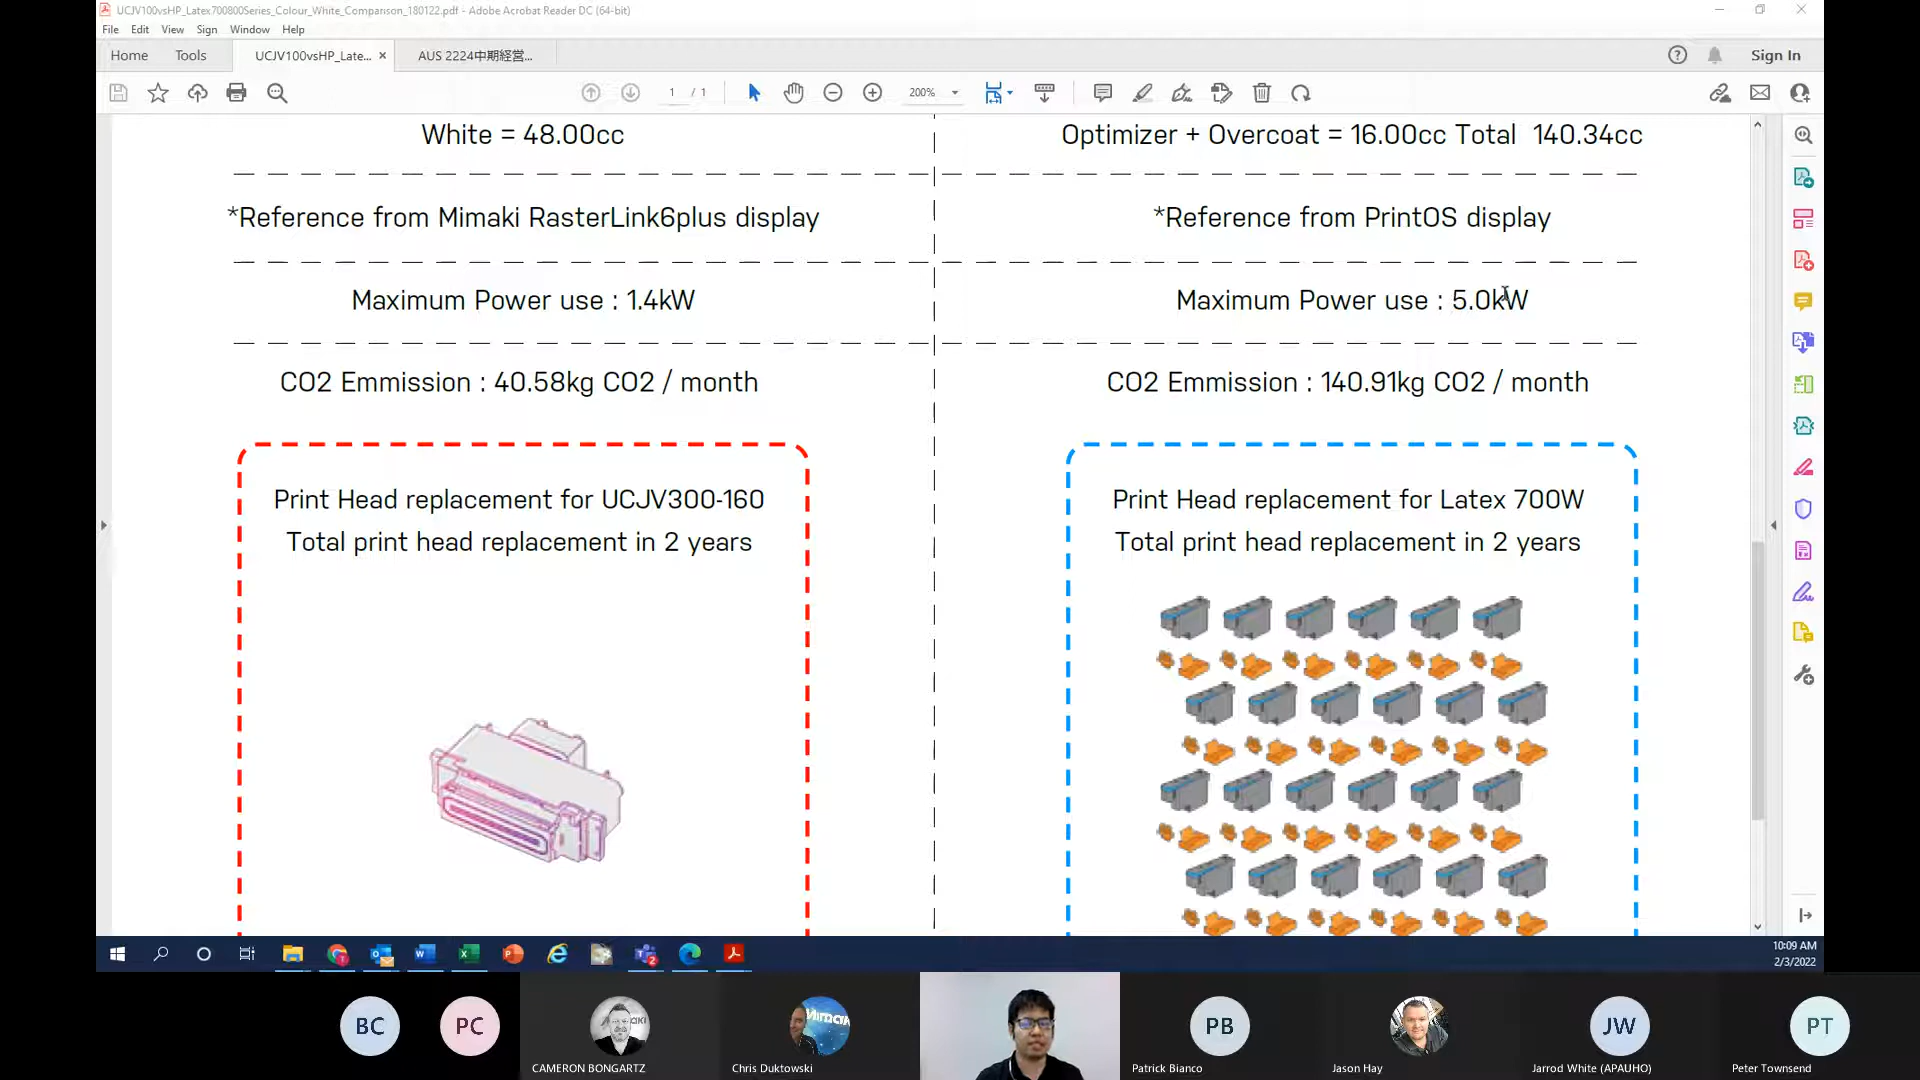 UCJV100vsHP_Latex700800Series_Colour_White_Comparison_180122.pdf - Adobe Acrobat Reader DC (64-bit)
File Edit View Sign Window Help
Home Tools UCJV100vsHP_Late... × AUS 2224中期経営... Sign In
1 / 1 200%
White = 48.00cc
Optimizer + Overcoat = 16.00cc Total 140.34cc
*Reference from Mimaki RasterLink6plus display
*Reference from PrintOS display
Maximum Power use : 1.4kW
Maximum Power use : 5.0kW
CO2 Emmission : 40.58kg CO2 / month
CO2 Emmission : 140.91kg CO2 / month
Print Head replacement for UCJV300-160
Total print head replacement in 2 years
Print Head replacement for Latex 700W
Total print head replacement in 2 years
10:09 AM
2/3/2022
BC
PC
CAMERON BONGARTZ
Chris Duktowski
PB
Patrick Bianco
Jason Hay
JW
Jarrod White (APAUHO)
PT
Peter Townsend